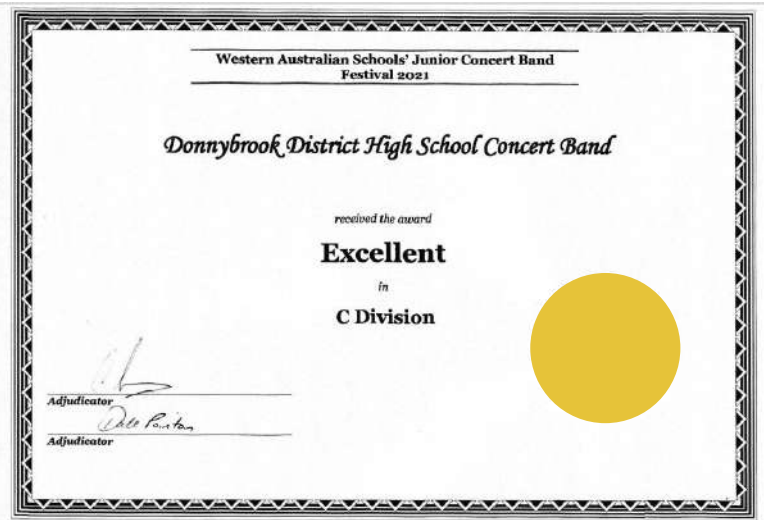 Western Australian Schools' Junior Concert Band
Festival 2021
Donnybrook District High School Concert Band
received the award
Excellent
in
C Division
Adjudicator
Adjudicator